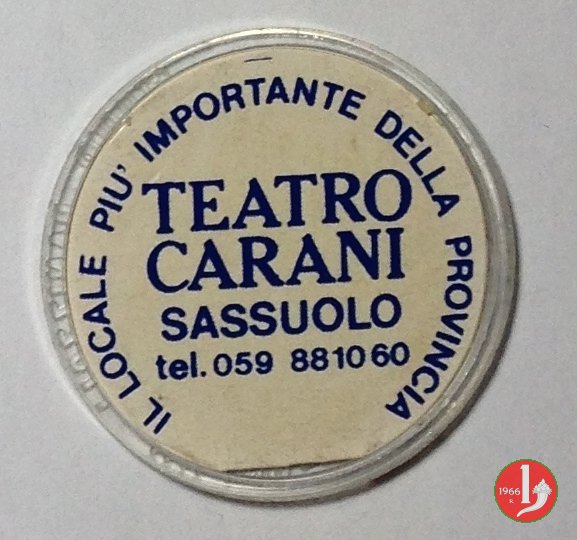 IL LOCALE PIU' IMPORTANTE DELLA PROVINCIA
TEATRO
CARANI
SASSUOLO
tel. 059 881060
1966
R